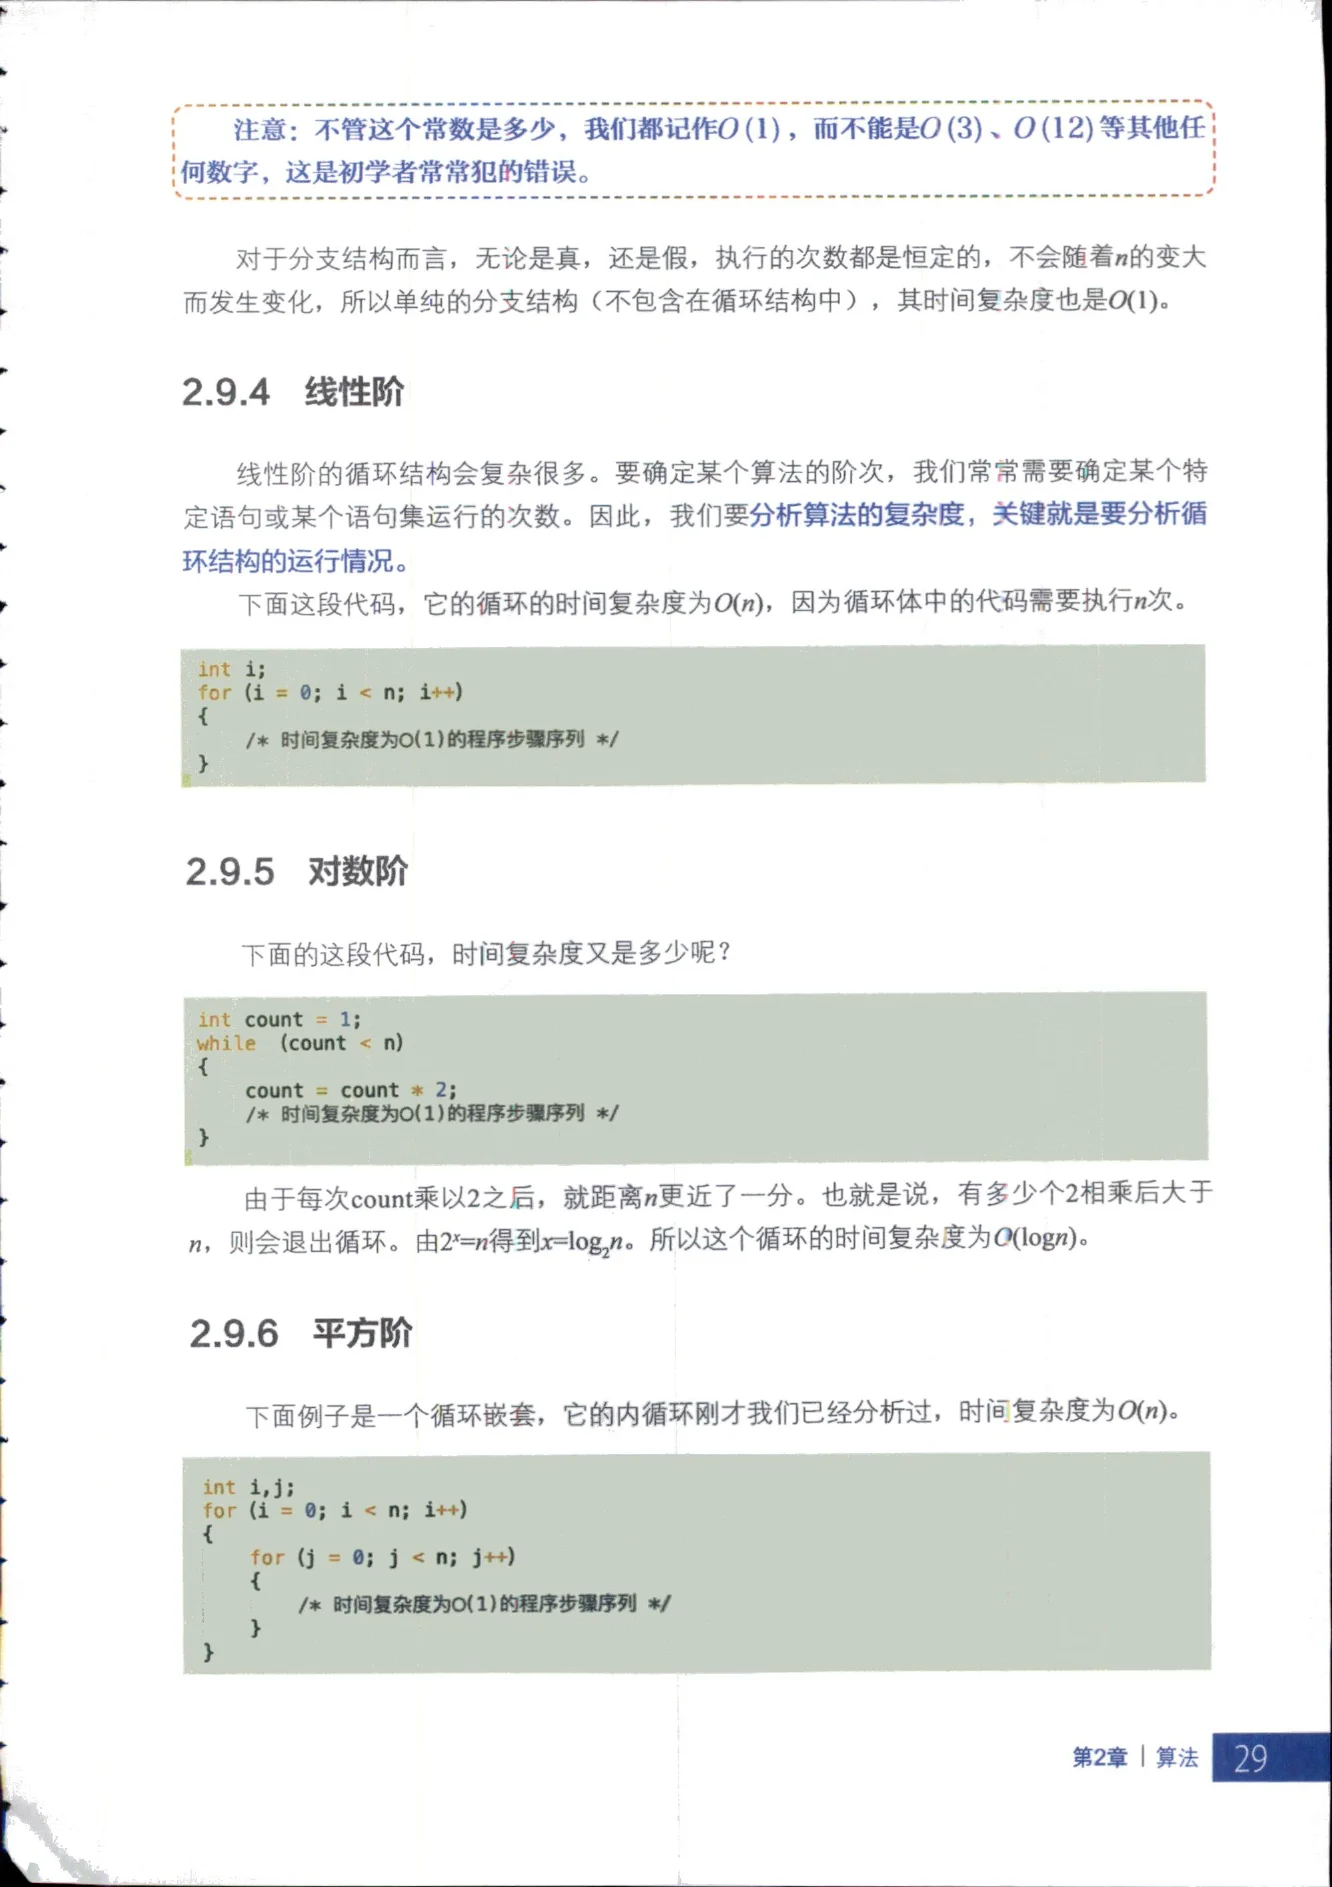 注意：不管这个常数是多少，我们都记作O(1)，而不能是O(3)、O(12)等其他任
何数字，这是初学者常常犯的错误。
对于分支结构而言，无论是真，还是假，执行的次数都是恒定的，不会随着n的变大
而发生变化，所以单纯的分支结构（不包含在循环结构中），其时间复杂度也是O(1)。
2.9.4 线性阶
线性阶的循环结构会复杂很多。要确定某个算法的阶次，我们常常需要确定某个特
定语句或某个语句集运行的次数。因此，我们要分析算法的复杂度，关键就是要分析循
环结构的运行情况。
下面这段代码，它的循环的时间复杂度为O(n)，因为循环体中的代码需要执行n次。
int i;
for (i = 0; i < n; i++)
{
    /* 时间复杂度为O(1)的程序步骤序列 */
}
2.9.5 对数阶
下面的这段代码，时间复杂度又是多少呢？
int count = 1;
while  (count < n)
{
    count = count * 2;
    /* 时间复杂度为O(1)的程序步骤序列 */
}
由于每次count乘以2之后，就距离n更近了一分。也就是说，有多少个2相乘后大于
n，则会退出循环。由2ˣ=n得到x=log₂n。所以这个循环的时间复杂度为O(logn)。
2.9.6 平方阶
下面例子是一个循环嵌套，它的内循环刚才我们已经分析过，时间复杂度为O(n)。
int i,j;
for (i = 0; i < n; i++)
{
    for (j = 0; j < n; j++)
    {
        /* 时间复杂度为O(1)的程序步骤序列 */
    }
}
第2章 | 算法 29